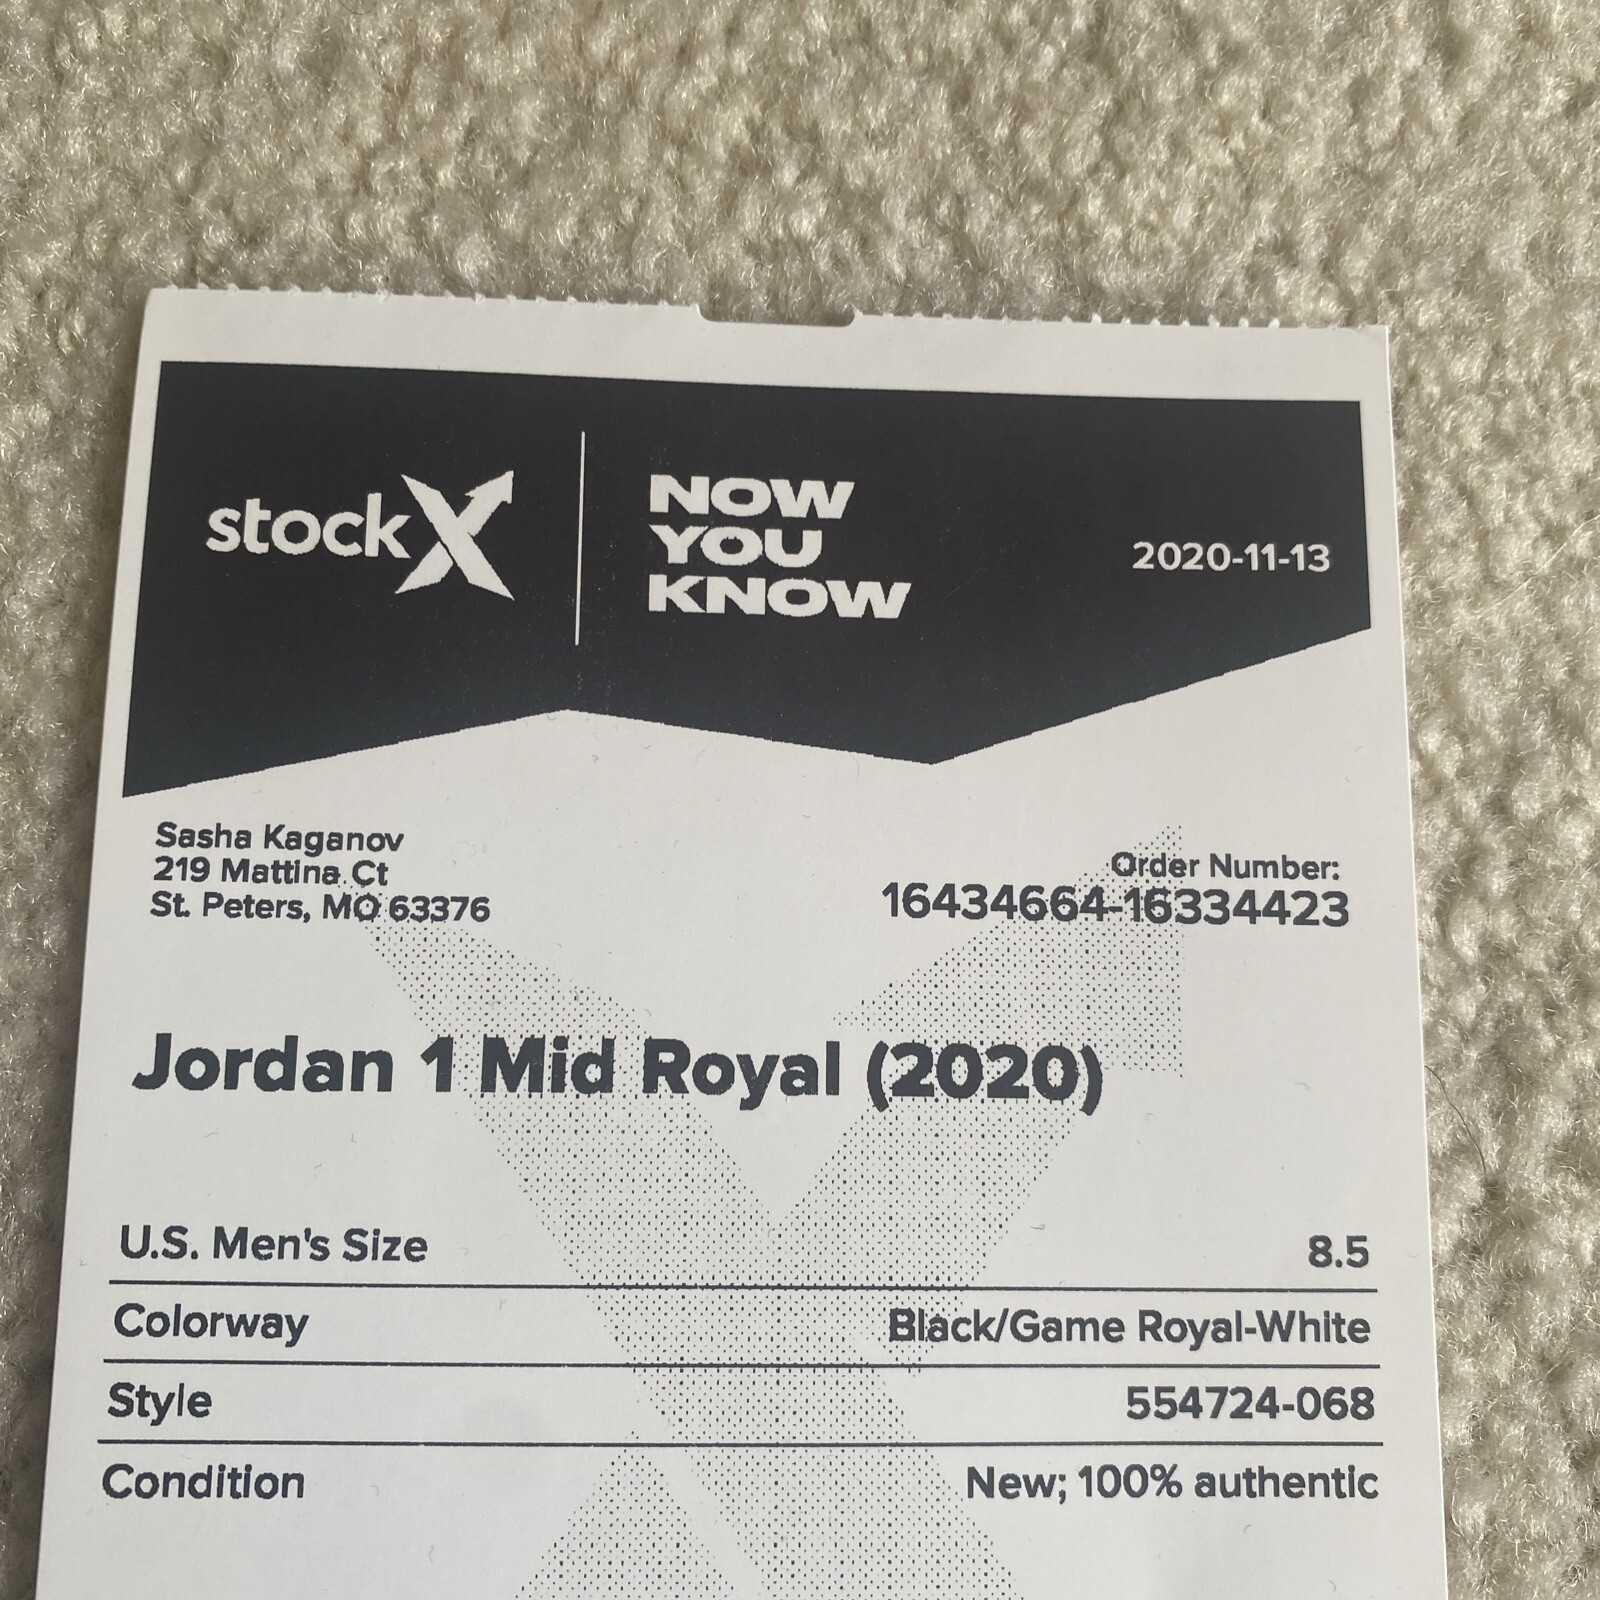 stockX
NOW
YOU
KNOW
2020-11-13
Sasha Kaganov
219 Mattina Ct
St. Peters, MO 63376
Order Number:
16434664-16334423
Jordan 1 Mid Royal (2020)
U.S. Men's Size 8.5
Colorway Black/Game Royal-White
Style 554724-068
Condition New; 100% authentic